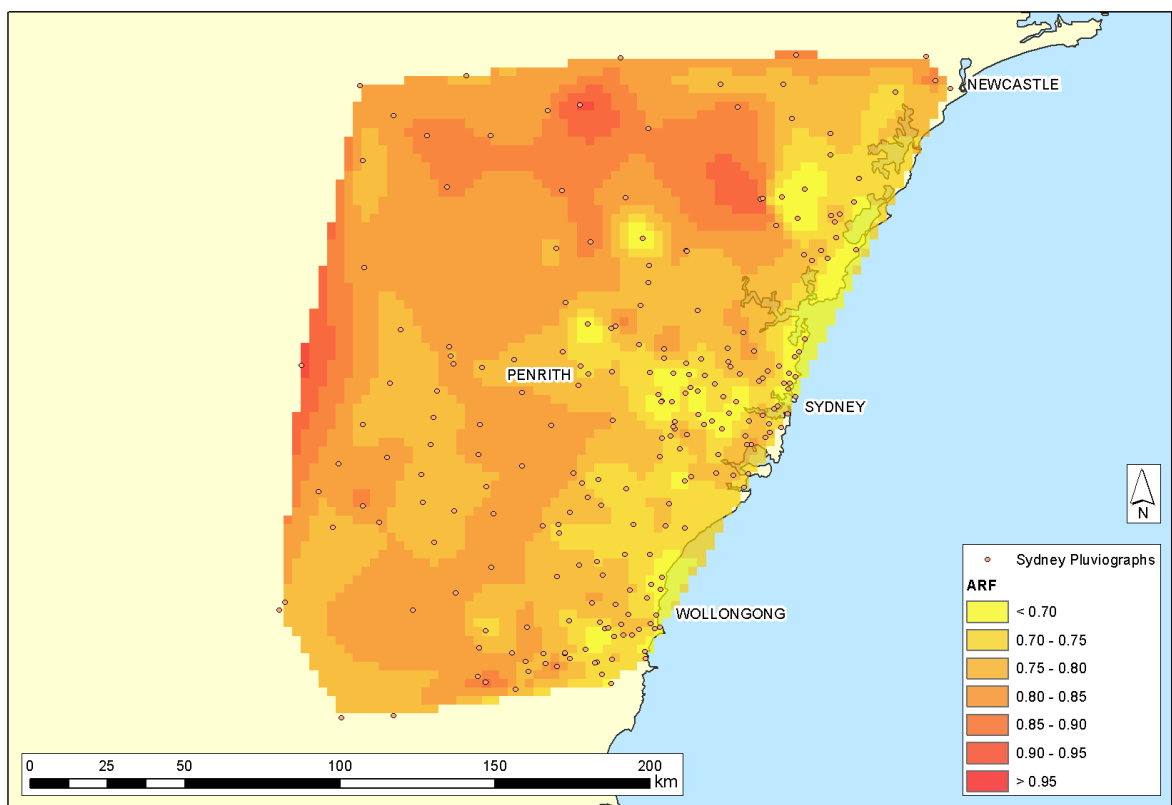 NEWCASTLE
PENRITH
SYDNEY
WOLLONGONG
N
Sydney Pluviographs
ARF
< 0.70
0.70 - 0.75
0.75 - 0.80
0.80 - 0.85
0.85 - 0.90
0.90 - 0.95
> 0.95
0 25 50 100 150 200
km